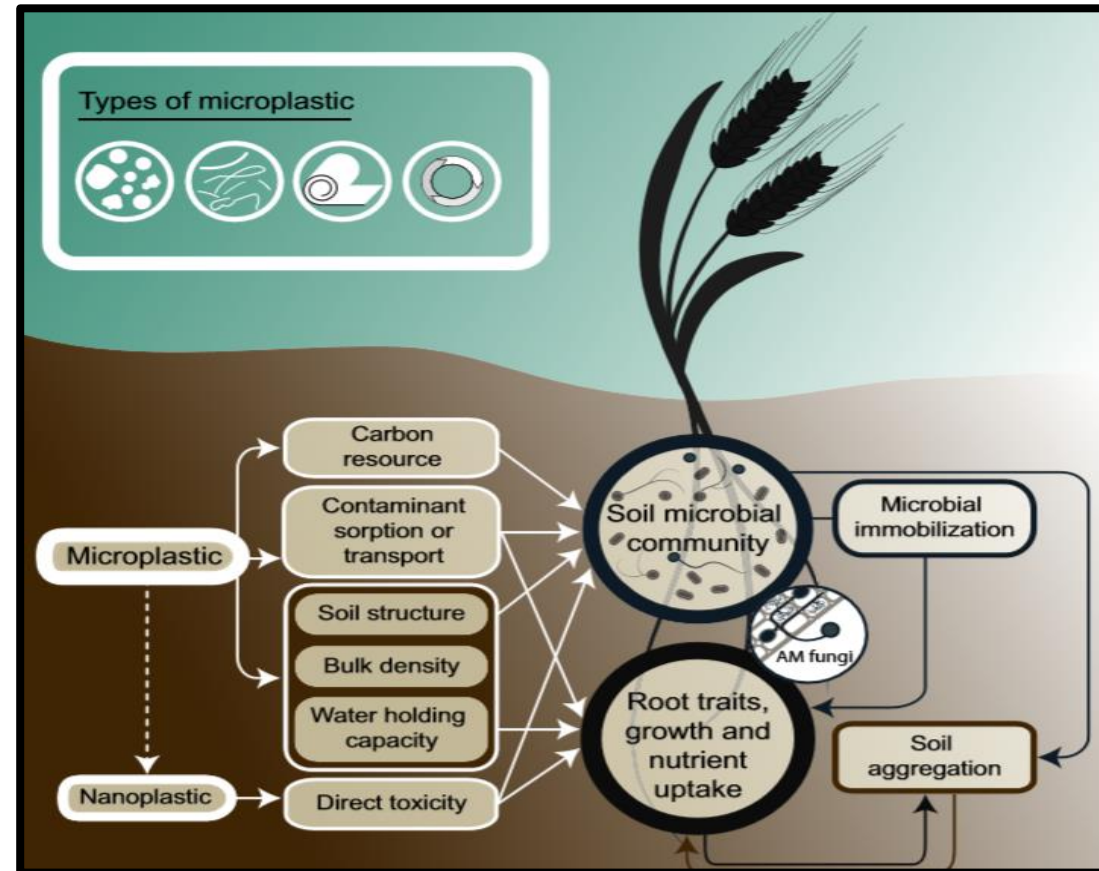 Types of microplastic
Carbon
resource
Contaminant
sorption or
transport
Microplastic
Soil structure
Bulk density
Water holding
capacity
Nanoplastic
Direct toxicity
Soil microbial
community
Microbial
immobilization
AM fungi
Root traits,
growth and
nutrient
uptake
Soil
aggregation